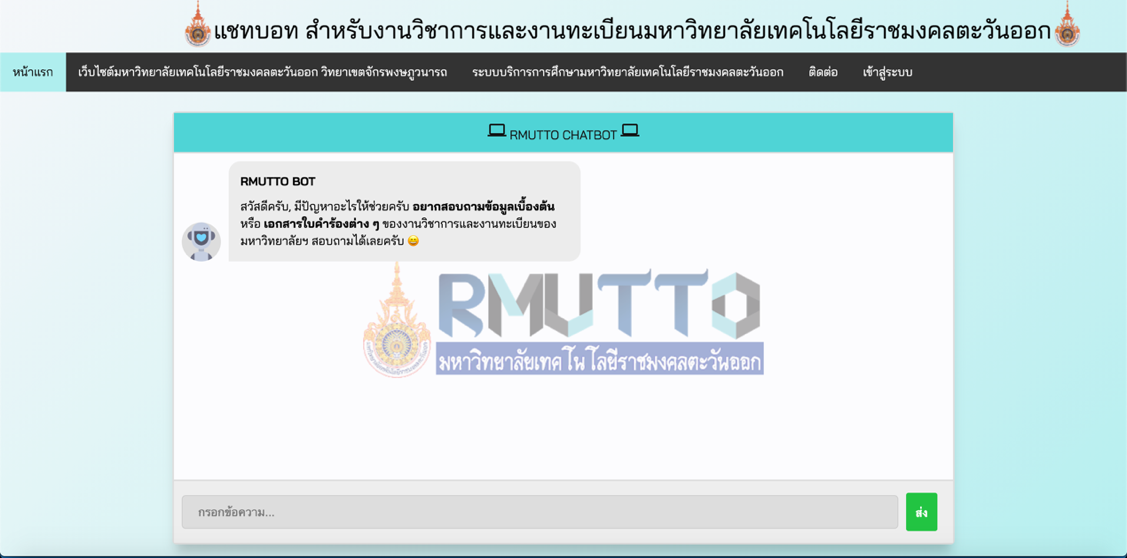 แชทบอท สำหรับงานวิชาการและงานทะเบียนมหาวิทยาลัยเทคโนโลยีราชมงคลตะวันออก
หน้าแรก เว็บไซต์มหาวิทยาลัยเทคโนโลยีราชมงคลตะวันออก วิทยาเขตจักรพงษภูวนารถ ระบบบริการการศึกษามหาวิทยาลัยเทคโนโลยีราชมงคลตะวันออก ติดต่อ เข้าสู่ระบบ
RMUTTO CHATBOT
RMUTTO BOT
สวัสดีครับ, มีปัญหาอะไรให้ช่วยครับ อยากสอบถามข้อมูลเบื้องต้น
หรือ เอกสารใบคำร้องต่าง ๆ ของงานวิชาการและงานทะเบียนของ
มหาวิทยาลัยฯ สอบถามได้เลยครับ 😄
RMUTTO
มหาวิทยาลัยเทคโนโลยีราชมงคลตะวันออก
กรอกข้อความ...
ส่ง